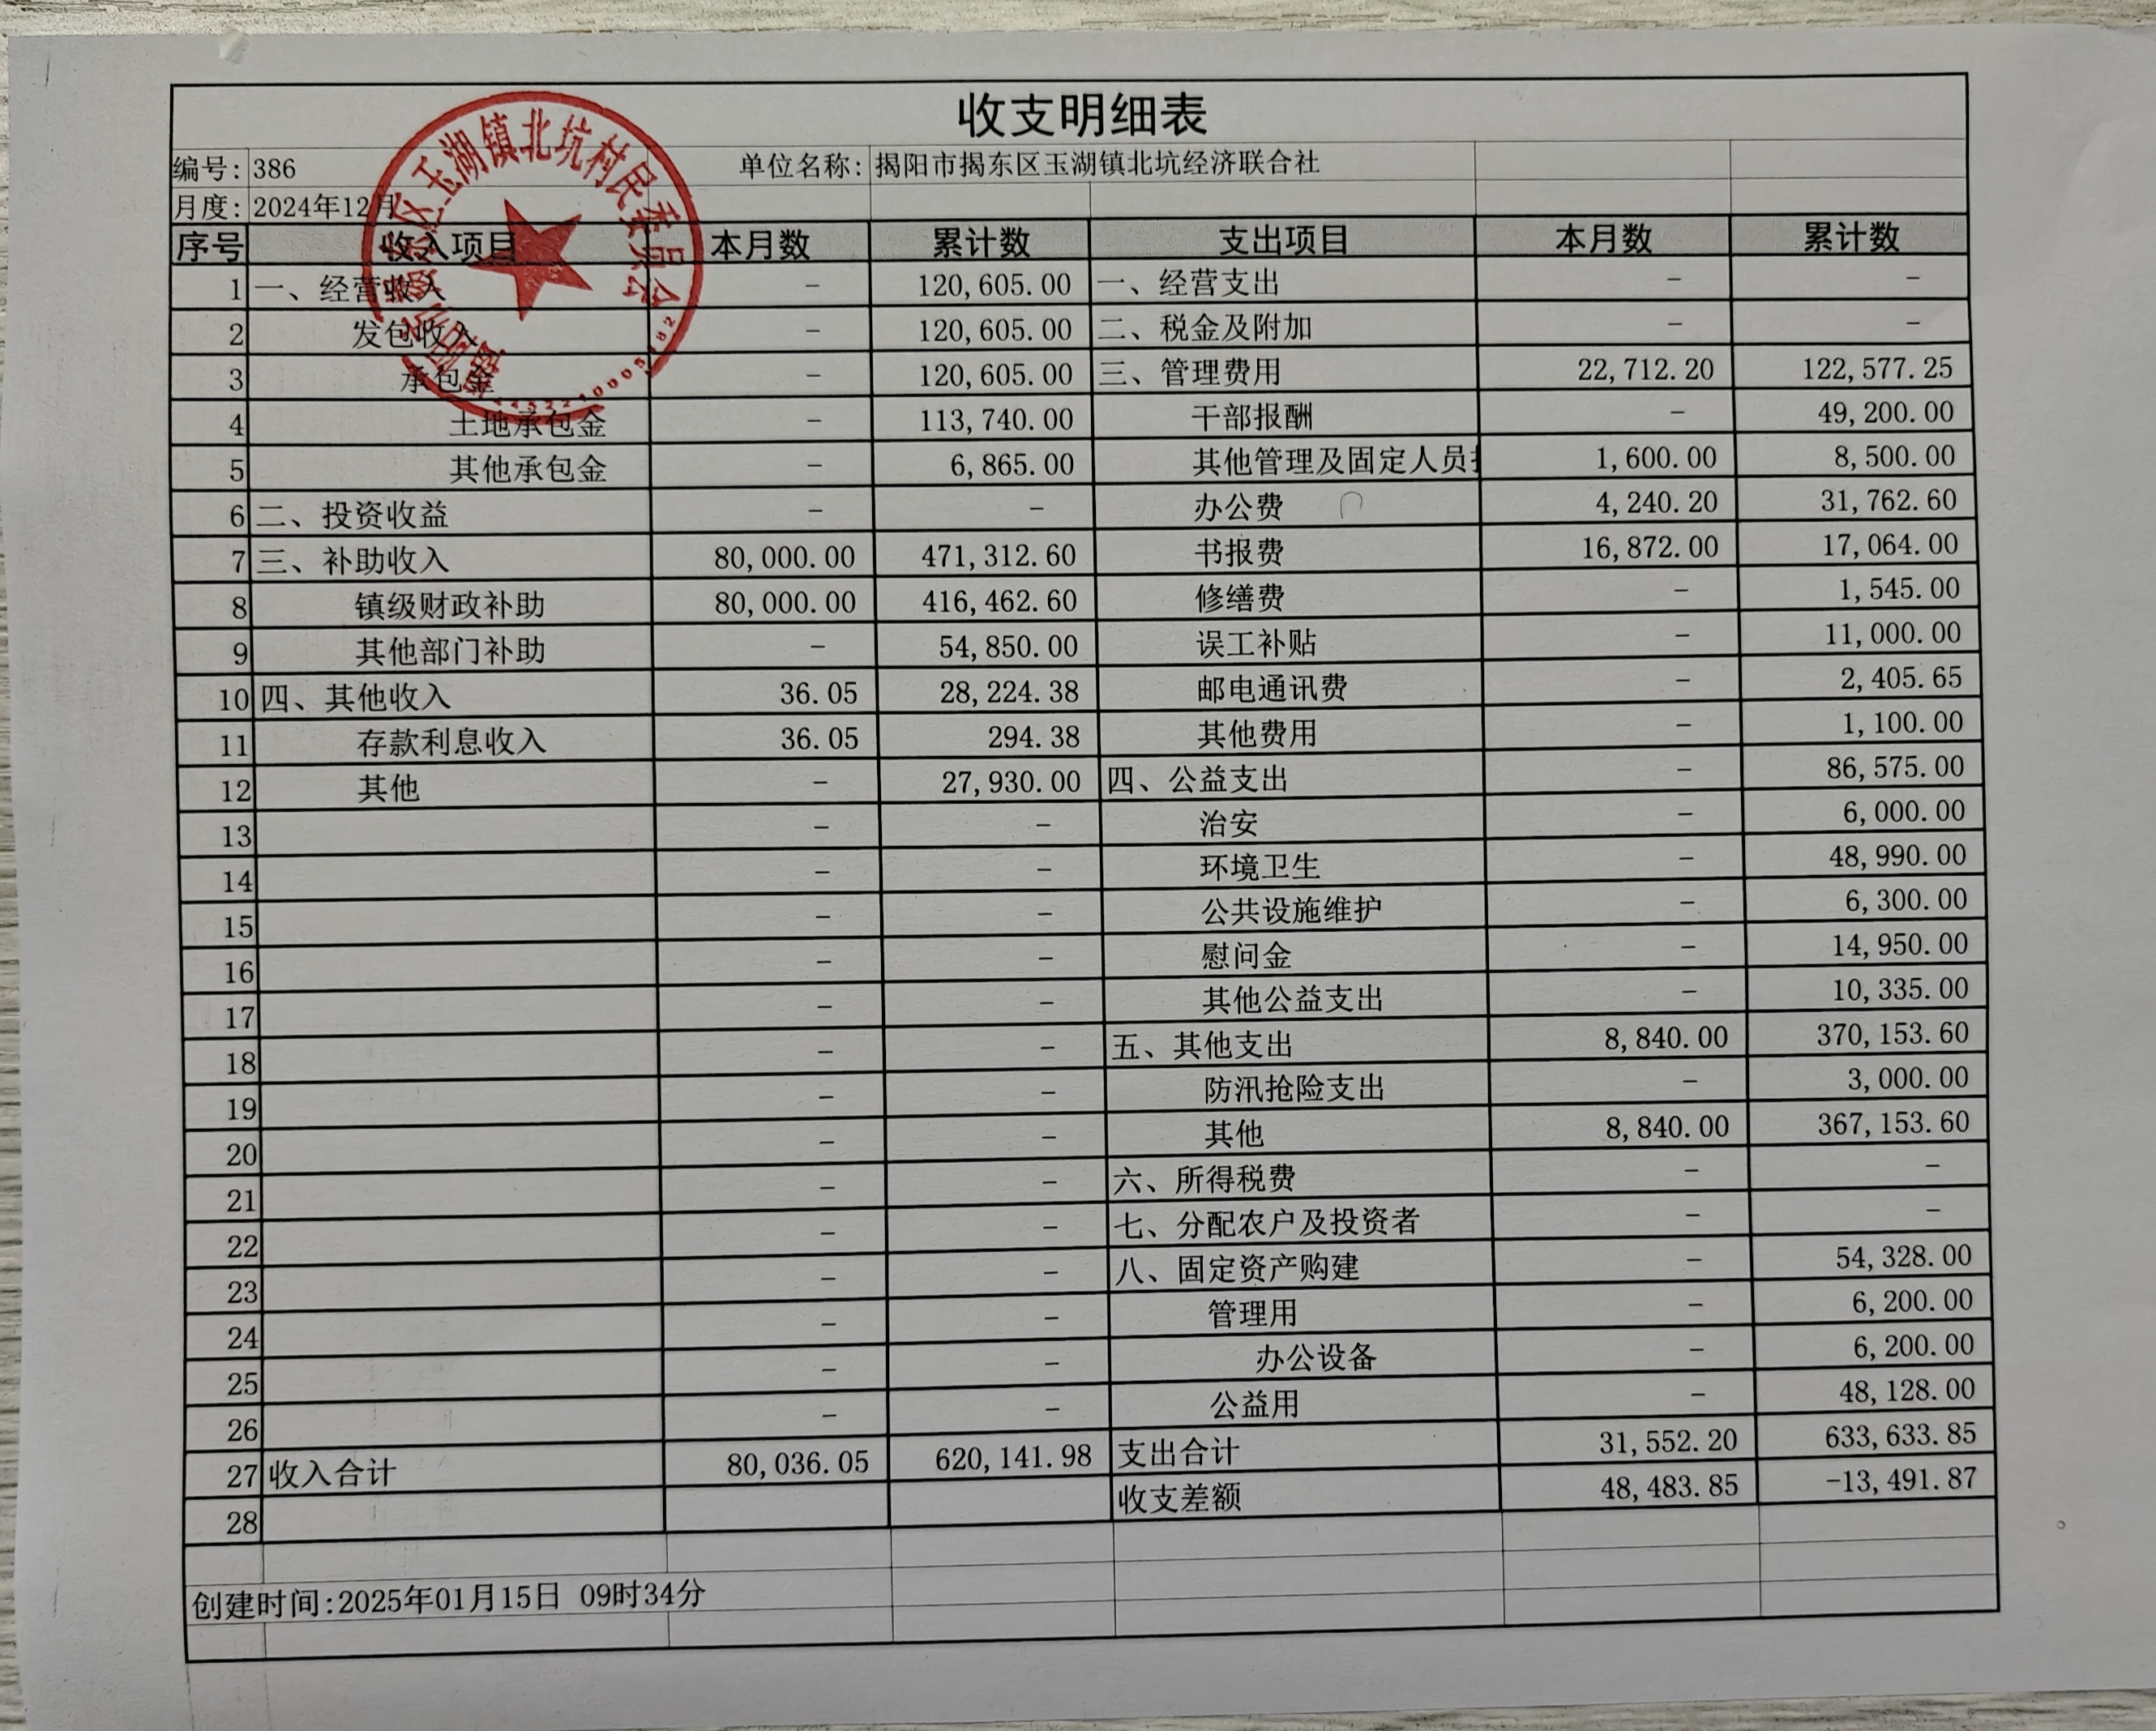 收支明细表
编号: 386 单位名称: 揭阳市揭东区玉湖镇北坑经济联合社
月度: 2024年12月
序号 收入项目 本月数 累计数 支出项目 本月数 累计数
1 一、经营收入 - 120,605.00 一、经营支出 - -
2 发包收入 - 120,605.00 二、税金及附加 - -
3 承包金 - 120,605.00 三、管理费用 22,712.20 122,577.25
4 土地承包金 - 113,740.00 干部报酬 - 49,200.00
5 其他承包金 - 6,865.00 其他管理及固定人员 1,600.00 8,500.00
6 二、投资收益 - - 办公费 4,240.20 31,762.60
7 三、补助收入 80,000.00 471,312.60 书报费 16,872.00 17,064.00
8 镇级财政补助 80,000.00 416,462.60 修缮费 - 1,545.00
9 其他部门补助 - 54,850.00 误工补贴 - 11,000.00
10 四、其他收入 36.05 28,224.38 邮电通讯费 - 2,405.65
11 存款利息收入 36.05 294.38 其他费用 - 1,100.00
12 其他 - 27,930.00 四、公益支出 - 86,575.00
13 - - 治安 - 6,000.00
14 - - 环境卫生 - 48,990.00
15 - - 公共设施维护 - 6,300.00
16 - - 慰问金 - 14,950.00
17 - - 其他公益支出 - 10,335.00
18 - - 五、其他支出 8,840.00 370,153.60
19 - - 防汛抢险支出 - 3,000.00
20 - - 其他 8,840.00 367,153.60
21 - - 六、所得税费 - -
22 - - 七、分配农户及投资者 - -
23 - - 八、固定资产购建 - 54,328.00
24 - - 管理用 - 6,200.00
25 - - 办公设备 - 6,200.00
26 - - 公益用 - 48,128.00
27 收入合计 80,036.05 620,141.98 支出合计 31,552.20 633,633.85
28 收支差额 48,483.85 -13,491.87
创建时间:2025年01月15日 09时34分
区玉湖镇北坑村民委员会